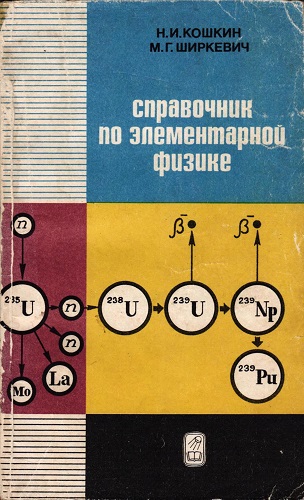 Н.И.КОШКИН
М.Г.ШИРКЕВИЧ
СПРАВОЧНИК
ПО ЭЛЕМЕНТАРНОЙ
ФИЗИКЕ
n β⁻ β⁻
²³⁵U n ²³⁸U ²³⁹U ²³⁹Np
n
Mo La ²³⁹Pu